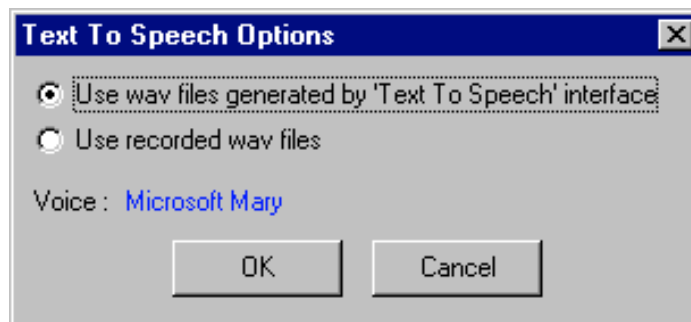 Text To Speech Options
Use wav files generated by 'Text To Speech' interface
Use recorded wav files
Voice : Microsoft Mary
OK Cancel